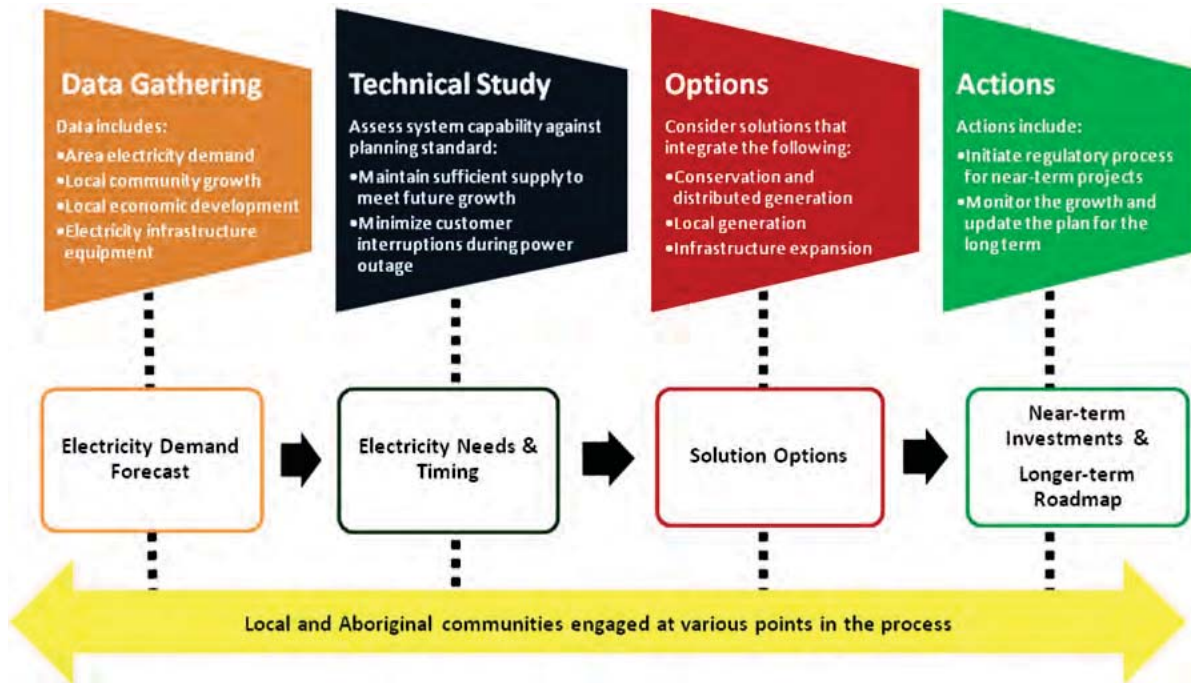 Data Gathering
Data includes:
•Area electricity demand
•Local community growth
•Local economic development
•Electricity infrastructure
equipment
Technical Study
Assess system capability against
planning standard:
•Maintain sufficient supply to
meet future growth
•Minimize customer
interruptions during power
outage
Options
Consider solutions that
integrate the following:
•Conservation and
distributed generation
•Local generation
•Infrastructure expansion
Actions
Actions include:
•Initiate regulatory process
for near-term projects
•Monitor the growth and
update the plan for the
long term
Electricity Demand
Forecast
Electricity Needs &
Timing
Solution Options
Near-term
Investments &
Longer-term
Roadmap
Local and Aboriginal communities engaged at various points in the process